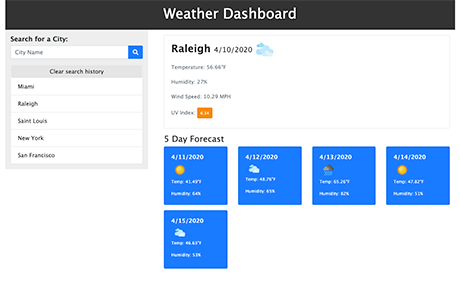 Weather Dashboard
Search for a City:
City Name
Clear search history
Miami
Raleigh
Saint Louis
New York
San Francisco
Raleigh 4/10/2020
Temperature: 56.66°F
Humidity: 27%
Wind Speed: 10.29 MPH
UV Index:
5 Day Forecast
4/11/2020
Temp: 41.49°F
Humidity: 64%
4/12/2020
Temp: 48.76°F
Humidity: 65%
4/13/2020
Temp: 65.26°F
Humidity: 82%
4/14/2020
Temp: 47.82°F
Humidity: 51%
4/15/2020
Temp: 46.63°F
Humidity: 53%